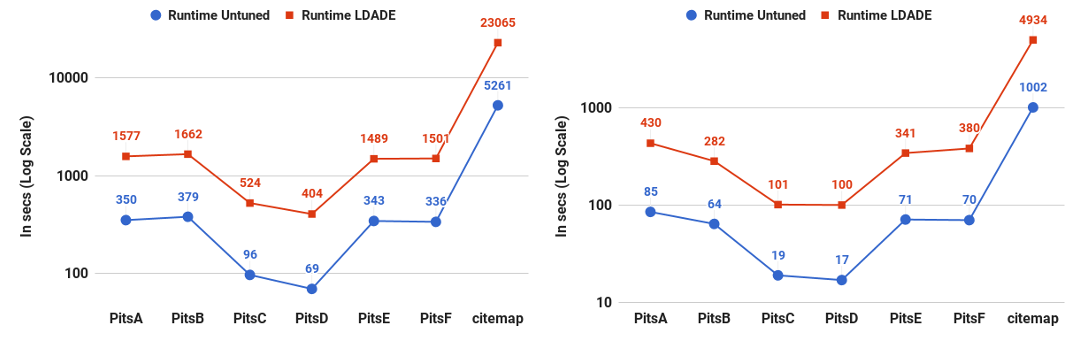 Runtime Untuned Runtime LDADE
23065
10000
5261
1577 1662 1489 1501
1000
524
404
350 379 343 336
96
69
100
In secs (Log Scale)
PitsA PitsB PitsC PitsD PitsE PitsF citemap
Runtime Untuned Runtime LDADE
4934
1000
1002
430
282
341 380
101 100
100
85 64 71 70
19 17
10
In secs (Log Scale)
PitsA PitsB PitsC PitsD PitsE PitsF citemap